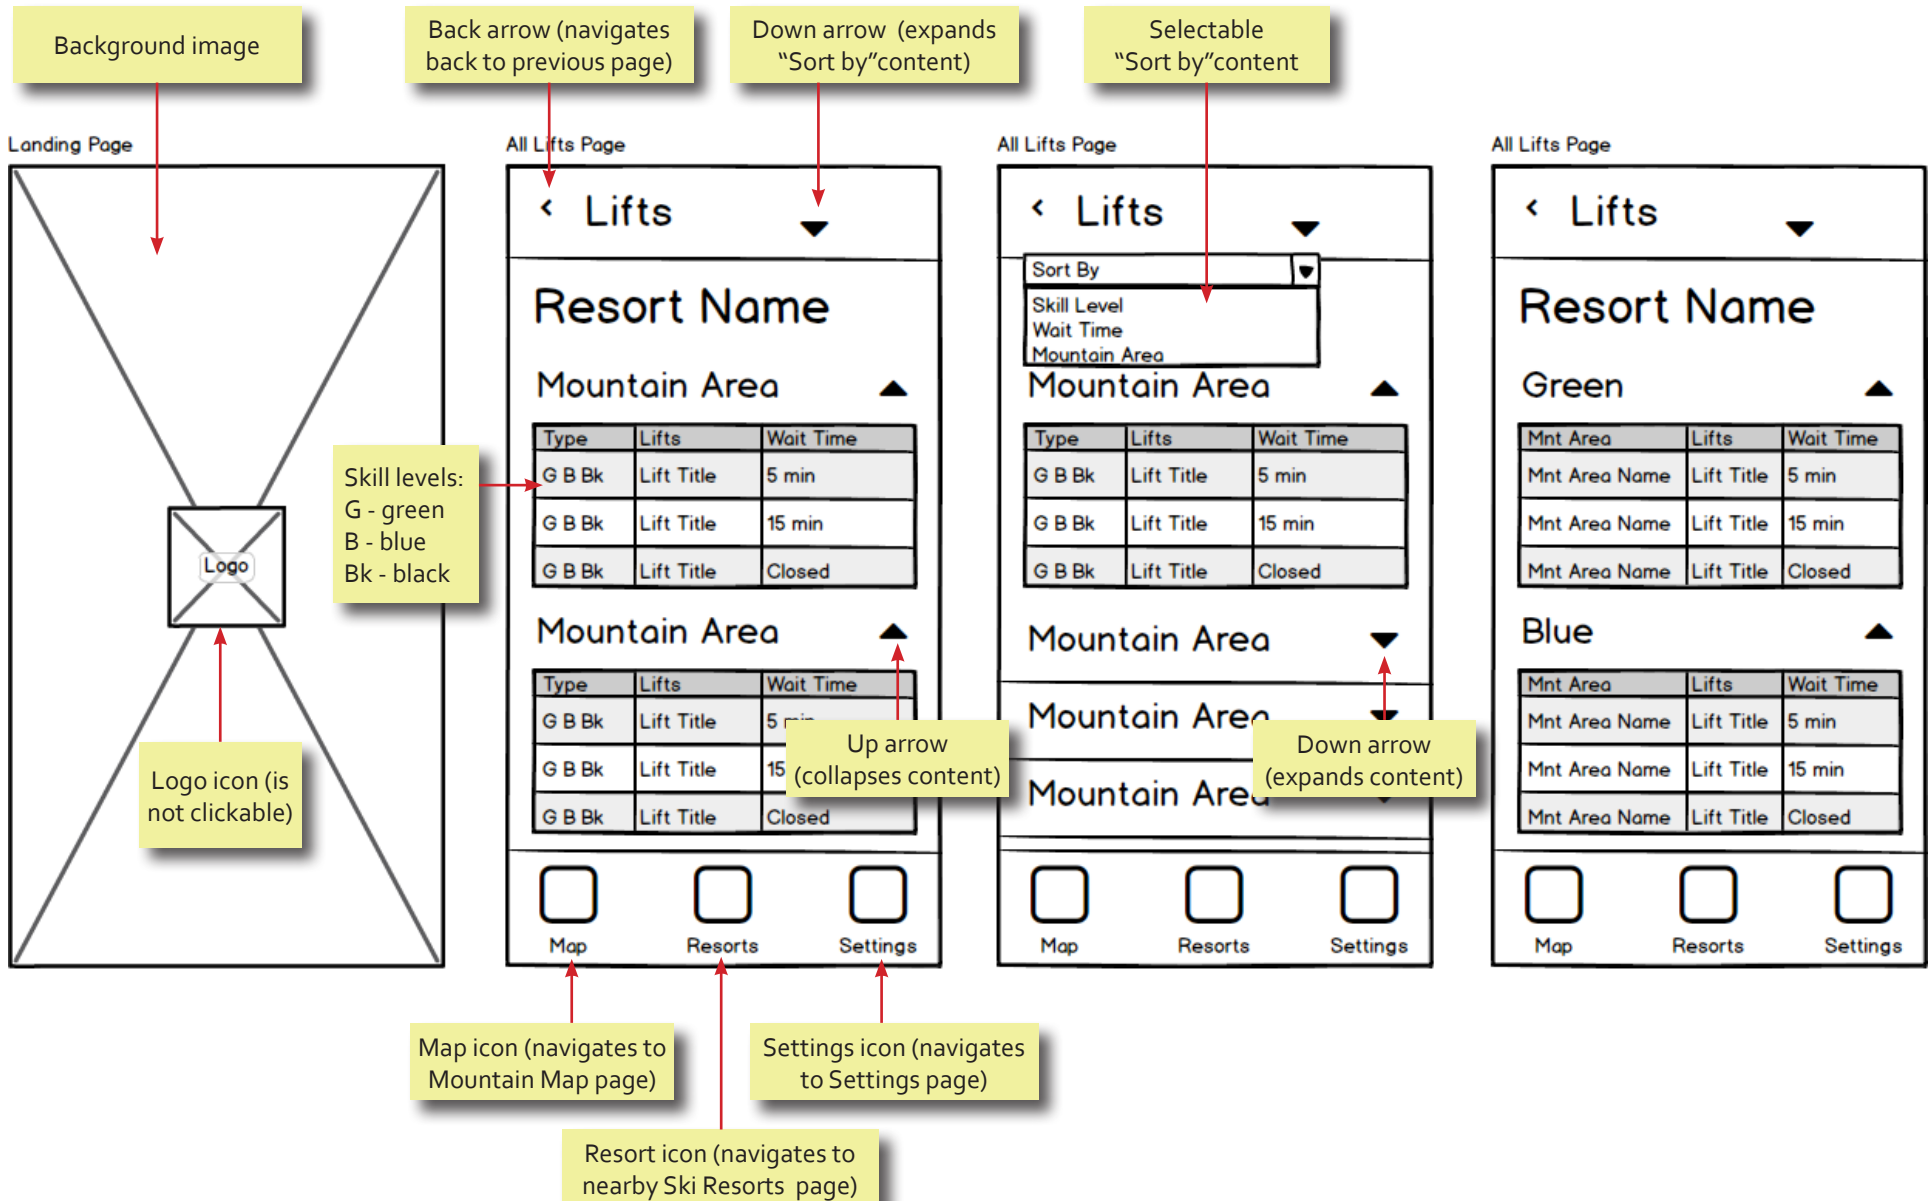 Background image
Back arrow (navigates
back to previous page)
Down arrow (expands
"Sort by"content)
Selectable
"Sort by"content
Landing Page
Logo
Logo icon (is
not clickable)
All Lifts Page
< Lifts
Resort Name
Mountain Area
Type Lifts Wait Time
G B Bk Lift Title 5 min
G B Bk Lift Title 15 min
G B Bk Lift Title Closed
Skill levels:
G - green
B - blue
Bk - black
Mountain Area
Type Lifts Wait Time
G B Bk Lift Title 5
G B Bk Lift Title 15
G B Bk Lift Title Closed
Up arrow
(collapses content)
Map Resorts Settings
All Lifts Page
< Lifts
Sort By
Skill Level
Wait Time
Mountain Area
Mountain Area
Type Lifts Wait Time
G B Bk Lift Title 5 min
G B Bk Lift Title 15 min
G B Bk Lift Title Closed
Mountain Area
Mountain Area
Mountain Area
Down arrow
(expands content)
Map Resorts Settings
All Lifts Page
< Lifts
Resort Name
Green
Mnt Area Lifts Wait Time
Mnt Area Name Lift Title 5 min
Mnt Area Name Lift Title 15 min
Mnt Area Name Lift Title Closed
Blue
Mnt Area Lifts Wait Time
Mnt Area Name Lift Title 5 min
Mnt Area Name Lift Title 15 min
Mnt Area Name Lift Title Closed
Map Resorts Settings
Map icon (navigates to
Mountain Map page)
Settings icon (navigates
to Settings page)
Resort icon (navigates to
nearby Ski Resorts page)